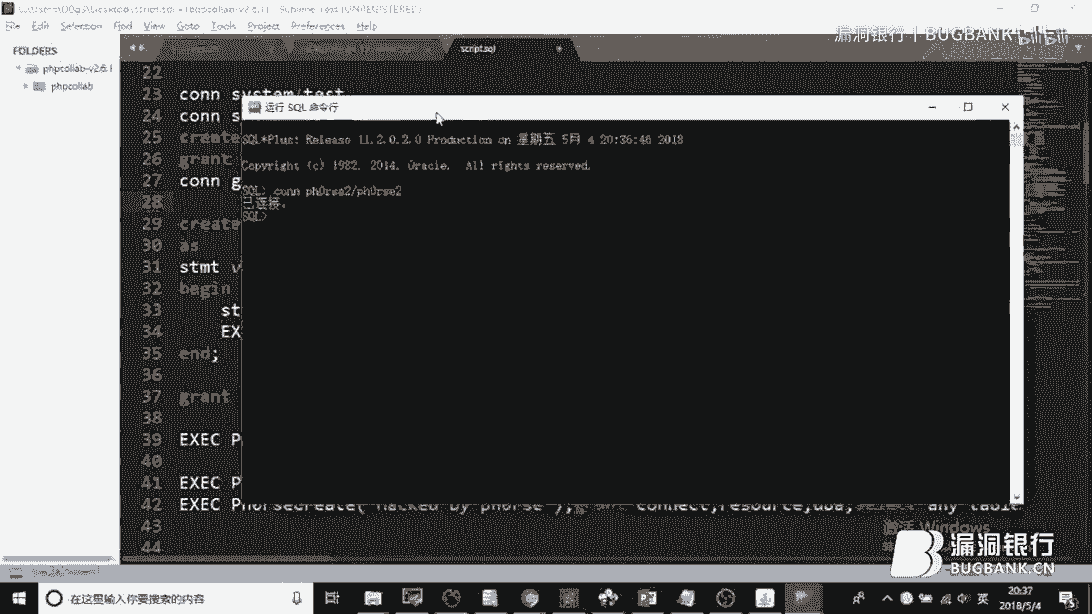 File Edit Selection Find View Goto Tools Project Preferences Help
漏洞银行 | BUGBANK
FOLDERS
phpcollab-v2.6.1
phpcollab
script.sql
22
23 conn system/test
24 conn s
25 create
26 grant
27 conn g
28
29 create
30 as
31 stmt v
32 begin
33 st
34 EX
35 end;
36
37 grant
38
39 EXEC P
40
41 EXEC P
42 EXEC
connect,resource,dba, any table
43
44
运行 SQL 命令行
SQL*Plus: Release 11.2.0.2.0 Production on 星期五 5月 4 20:36:46 2018
Copyright (c) 1982, 2014, Oracle. All rights reserved.
SQL> conn ph0rse2/ph0rse2
已连接。
SQL>
激活 Windows
漏洞银行
BUGBANK.CN
在这里输入你要搜索的内容
英
20:37
2018/5/4